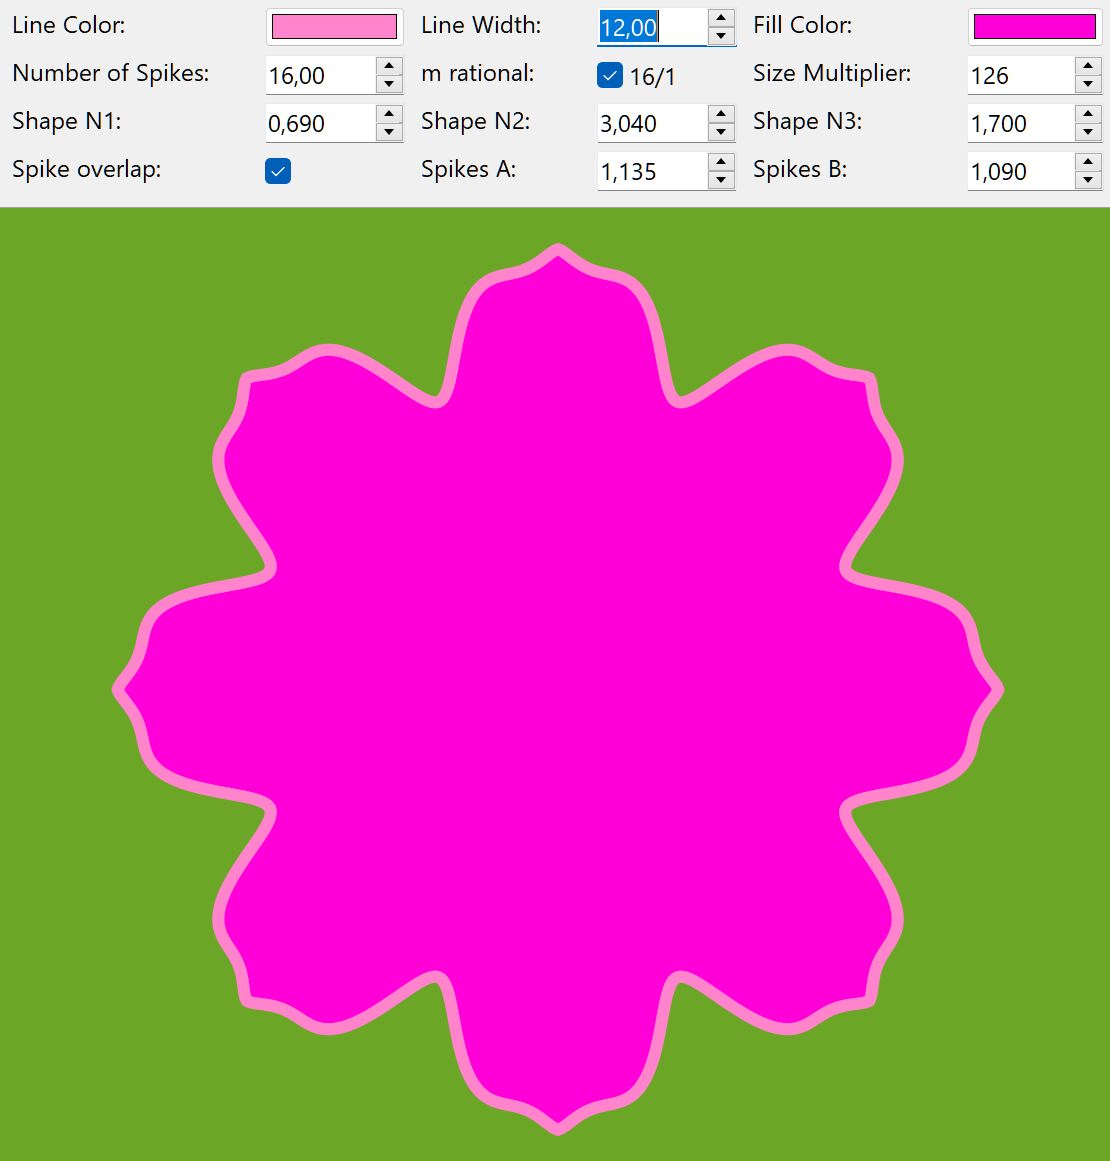 Line Color: Line Width: 12,00 Fill Color:
Number of Spikes: 16,00 m rational: 16/1 Size Multiplier: 126
Shape N1: 0,690 Shape N2: 3,040 Shape N3: 1,700
Spike overlap: Spikes A: 1,135 Spikes B: 1,090